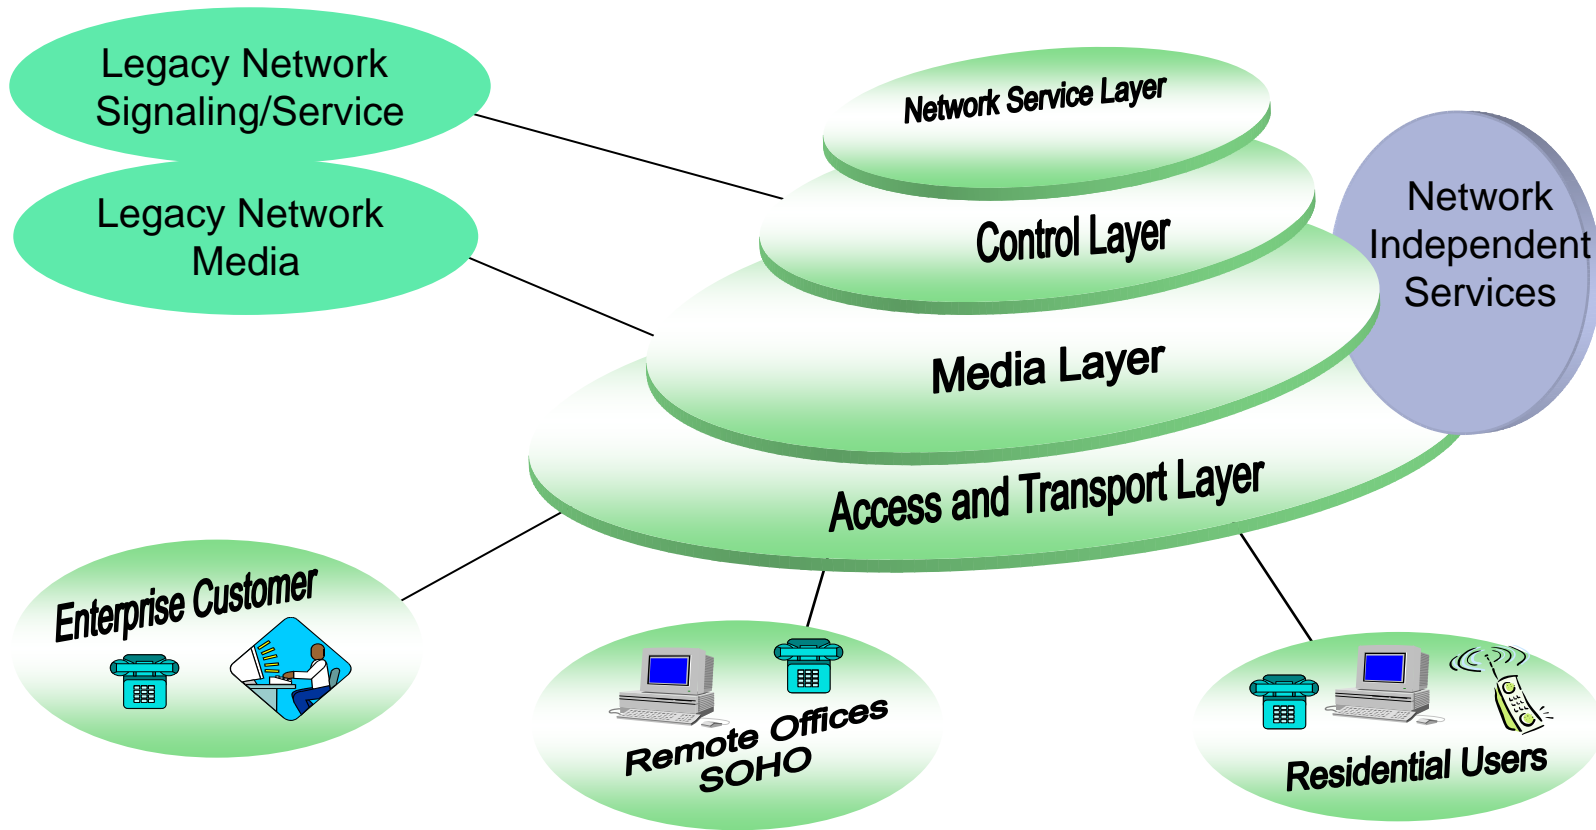 Legacy Network
Signaling/Service
Legacy Network
Media
Network Service Layer
Control Layer
Media Layer
Access and Transport Layer
Network
Independent
Services
Enterprise Customer
Remote Offices
SOHO
Residential Users